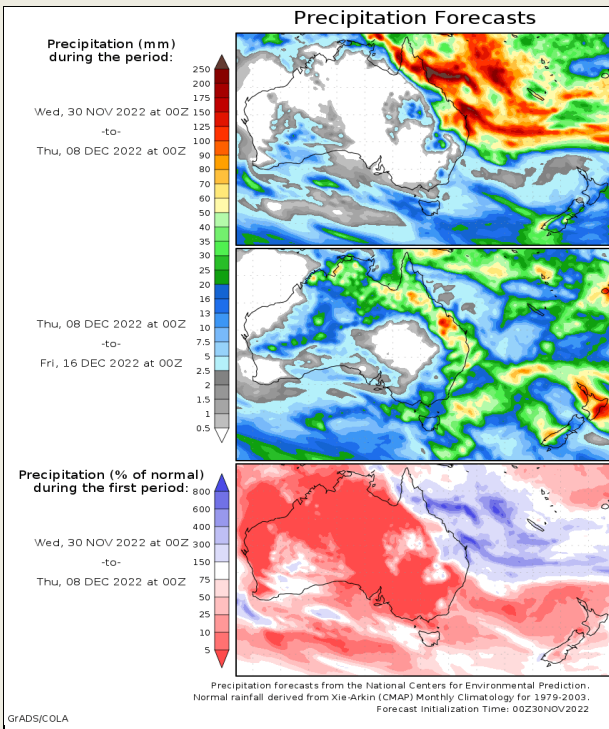 Precipitation Forecasts
Precipitation (mm)
during the period:
Wed, 30 NOV 2022 at 00Z
-to-
Thu, 08 DEC 2022 at 00Z
250
200
175
150
125
100
90
80
70
60
50
40
35
30
25
20
16
13
10
7.5
5
2.5
2
1.5
1
0.5
Thu, 08 DEC 2022 at 00Z
-to-
Fri, 16 DEC 2022 at 00Z
Precipitation (% of normal)
during the first period:
Wed, 30 NOV 2022 at 00Z
-to-
Thu, 08 DEC 2022 at 00Z
800
600
400
300
150
75
50
25
10
5
Precipitation forecasts from the National Centers for Environmental Prediction.
Normal rainfall derived from Xie-Arkin (CMAP) Monthly Climatology for 1979-2003.
Forecast Initialization Time: 00Z30NOV2022
GrADS/COLA